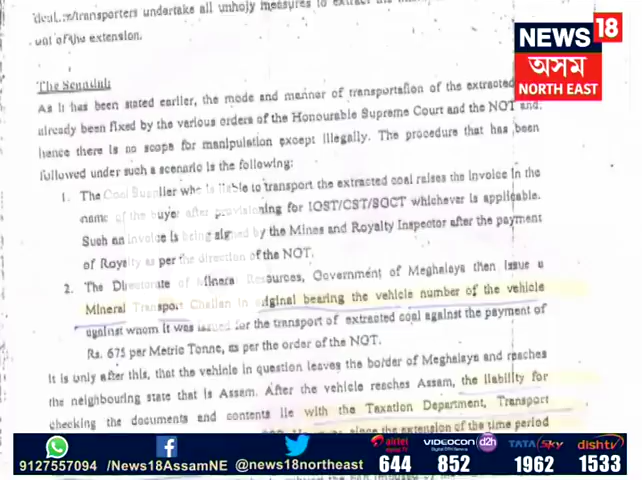 transporters undertake all unholy measures to extract the
out of the extension.
NEWS 18
অসম
NORTH EAST
As it has been stated earlier, the mode and manner of transportation of the extracted
already been fixed by the various orders of the Honourable Supreme Court and the NGT and
hence there is no scope for manipulation except illegally. The procedure that has been
followed under such a scenario is the following:
1. The Coal Supplier who is liable to transport the extracted coal raises the invoice in the
name of the buyer after provisioning for IGST/CST/SGCT whichever is applicable.
Such an invoice is being signed by the Mines and Royalty Inspector after the payment
of Royalty as per the direction of the NGT.
2. The Directorate of Mineral Resources, Government of Meghalaya then issue a
Mineral Transport Challan in original bearing the vehicle number of the vehicle
against whom it was issued for the transport of extracted coal against the payment of
Rs. 675 per Metric Tonne, as per the order of the NGT.
It is only after this, that the vehicle in question leaves the border of Meghalaya and reaches
the neighbouring state that is Assam. After the vehicle reaches Assam, the liability for
checking the documents and contents lie with the Taxation Department, Transport
since the extension of the time period
9127557094 /News18AssamNE @news18northeast
airtel 644 VIDEOCON d2h 852 TATA sky 1962 dishtv 1533